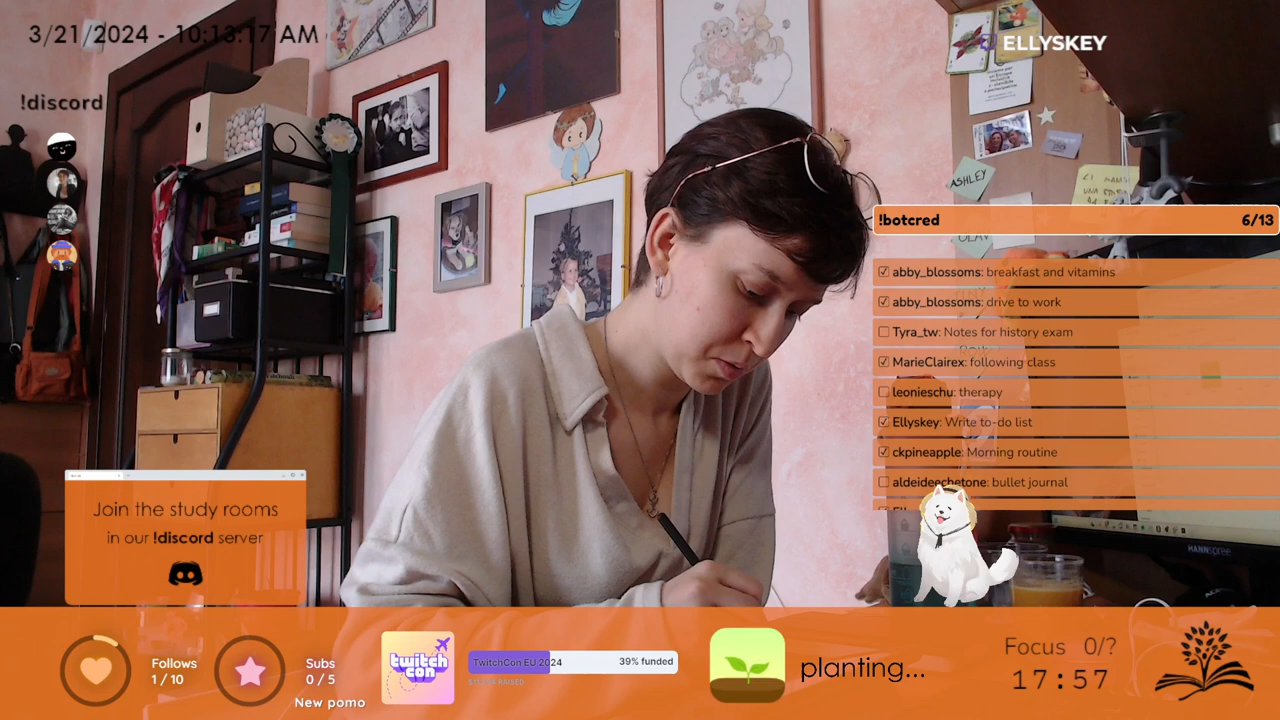 3/21/2024 - 10:13:17 AM
ELLYSKEY
!discord
ASHLEY
!botcred 6/13
abby_blossoms: breakfast and vitamins
abby_blossoms: drive to work
Tyra_tw: Notes for history exam
MarieClairex: following class
leonieschu: therapy
Ellyskey: Write to-do list
ckpineapple: Morning routine
aldeideechetone: bullet journal
Join the study rooms
in our !discord server
HANNSpree
Follows
1 / 10
Subs
0 / 5
New pomo
twitch
con
TwitchCon EU 2024 39% funded
planting...
Focus 0/?
17:57